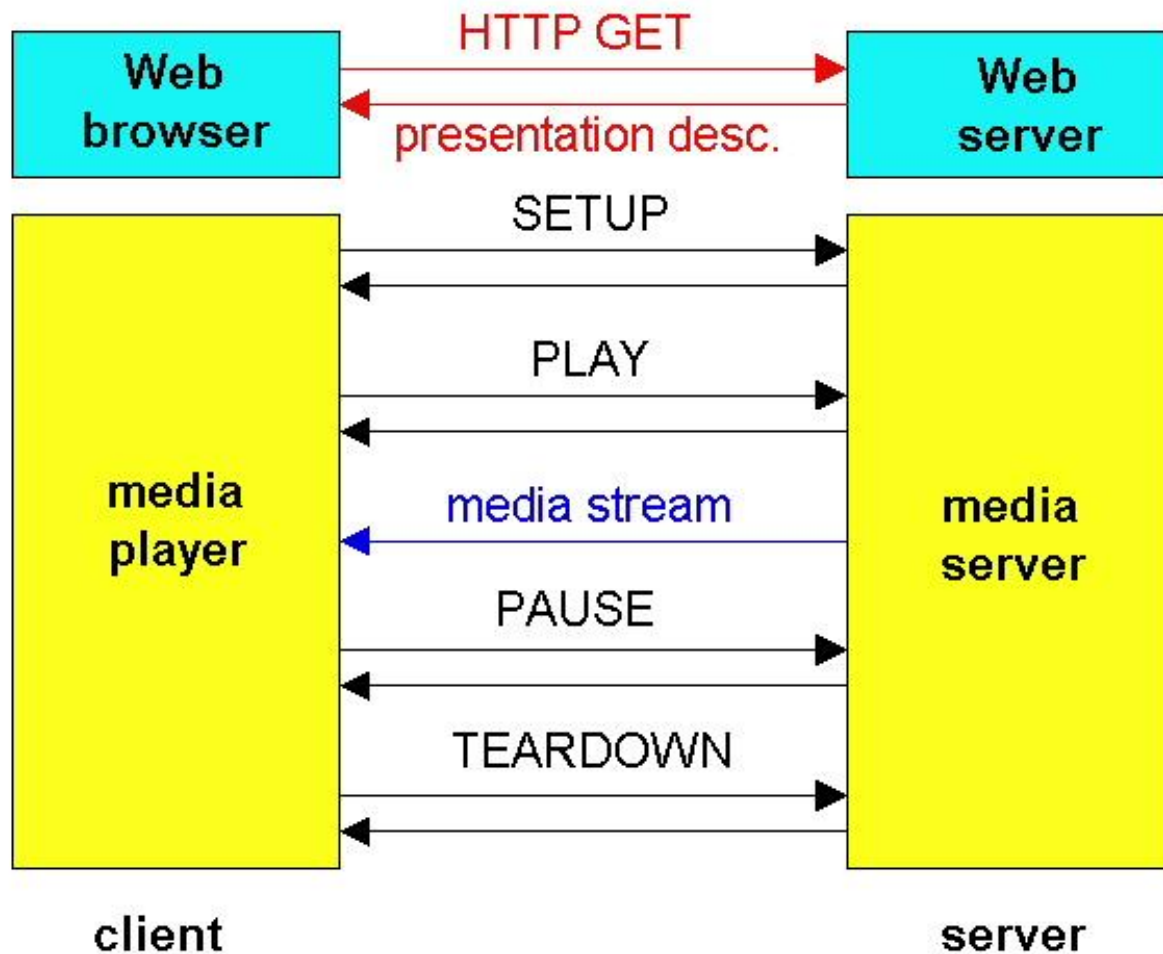 HTTP GET
Web
browser
Web
server
presentation desc.
SETUP
PLAY
media
player
media stream
media
server
PAUSE
TEARDOWN
client
server